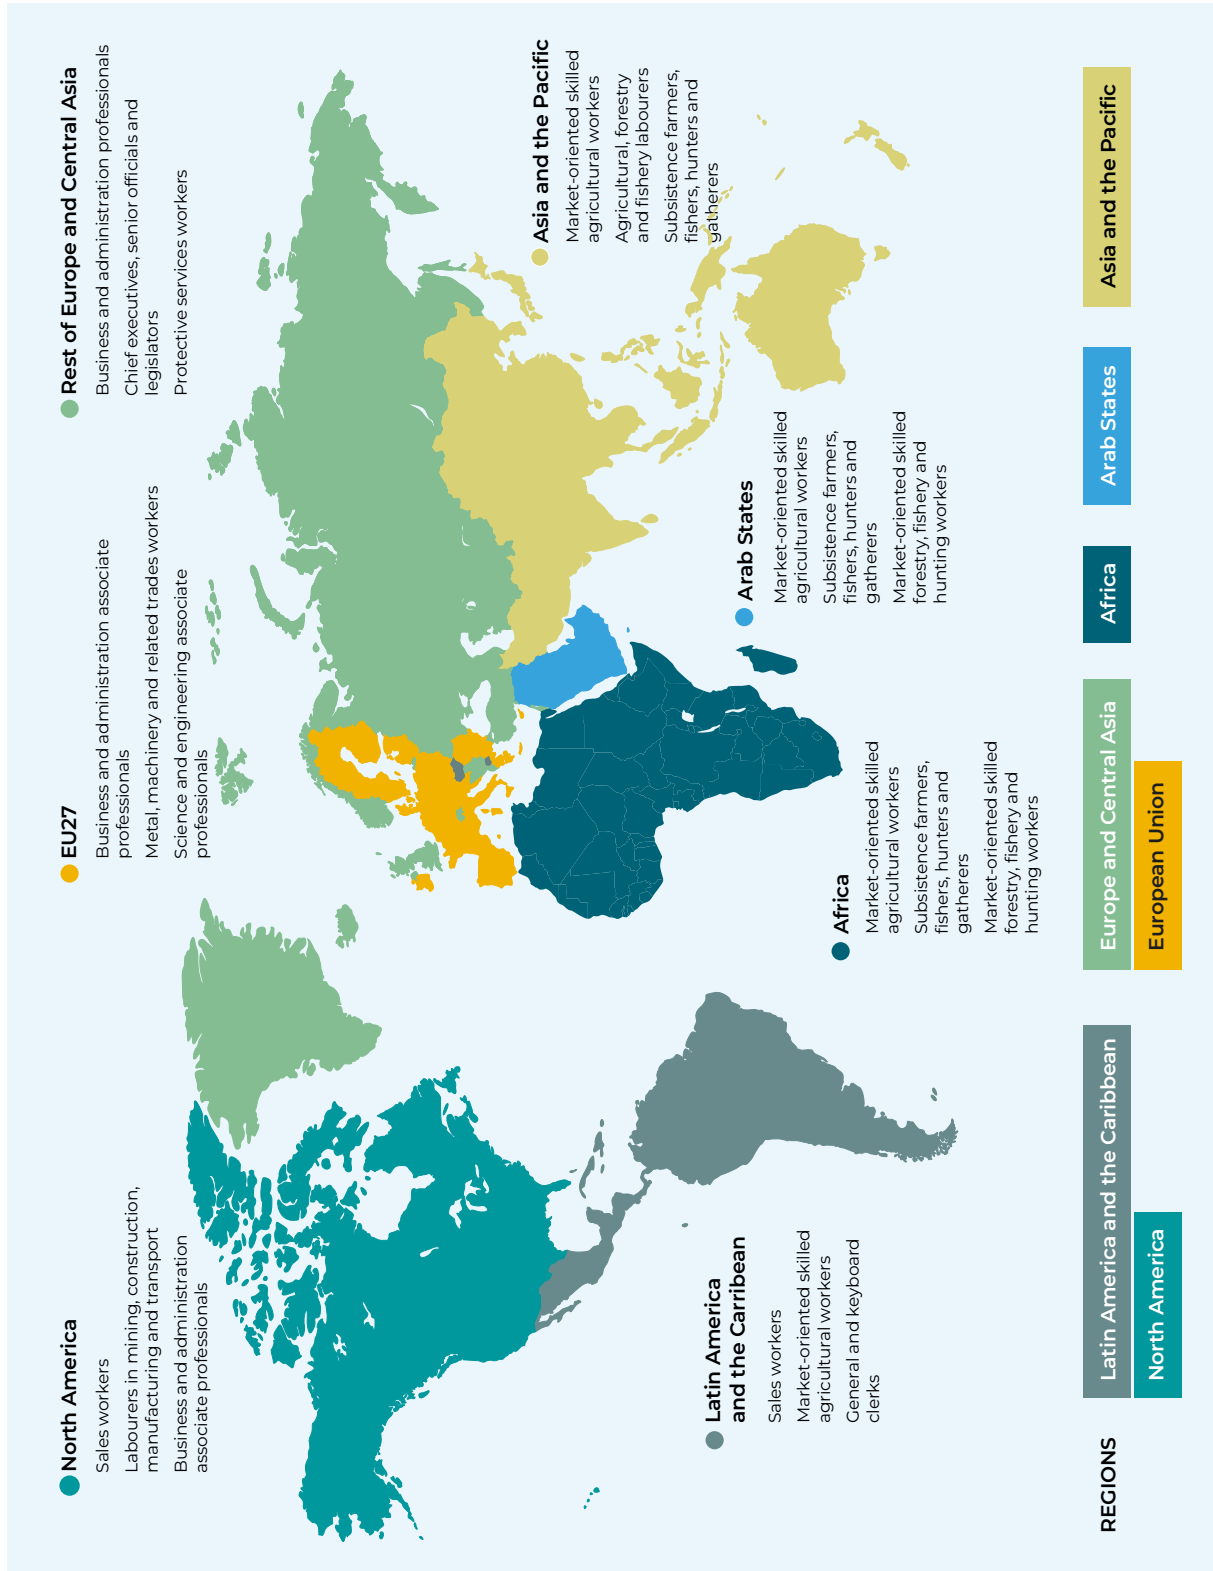 North America
Sales workers
Labourers in mining, construction,
manufacturing and transport
Business and administration
associate professionals
EU27
Business and administration associate
professionals
Metal, machinery and related trades workers
Science and engineering associate
professionals
Rest of Europe and Central Asia
Business and administration professionals
Chief executives, senior officials and
legislators
Protective services workers
Asia and the Pacific
Market-oriented skilled
agricultural workers
Agricultural, forestry
and fishery labourers
Subsistence farmers,
fishers, hunters and
gatherers
Latin America
and the Carribean
Sales workers
Market-oriented skilled
agricultural workers
General and keyboard
clerks
Africa
Market-oriented skilled
agricultural workers
Subsistence farmers,
fishers, hunters and
gatherers
Market-oriented skilled
forestry, fishery and
hunting workers
Arab States
Market-oriented skilled
agricultural workers
Subsistence farmers,
fishers, hunters and
gatherers
Market-oriented skilled
forestry, fishery and
hunting workers
REGIONS
Latin America and the Caribbean
North America
Europe and Central Asia
European Union
Africa
Arab States
Asia and the Pacific